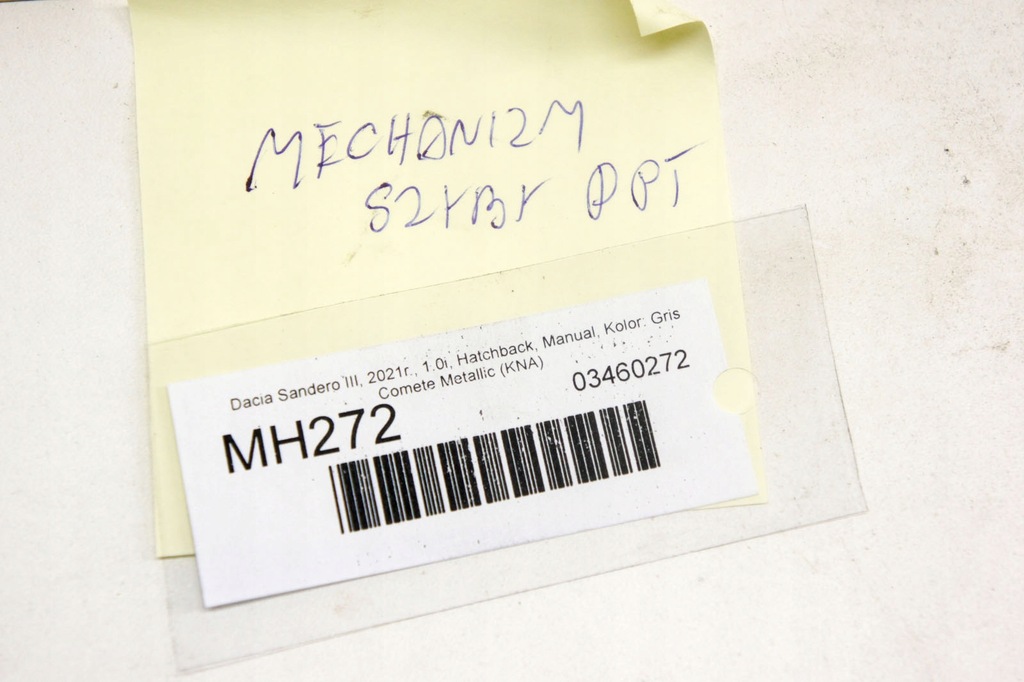 MECHANIZM
SZYBY PPT
Dacia Sandero III, 2021r., 1.0i, Hatchback, Manual, Kolor: Gris
Comete Metallic (KNA)
03460272
MH272